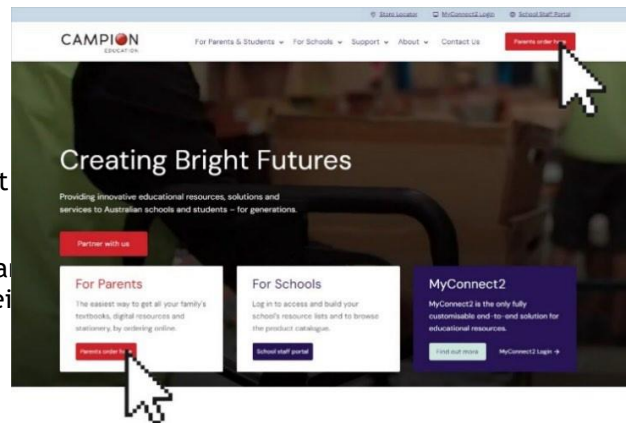 Store Locator MyConnect2 Login School Staff Portal
CAMPION
EDUCATION
For Parents & Students For Schools Support About Contact Us Parents order
Creating Bright Futures
t
Providing innovative educational resources, solutions and
services to Australian schools and students – for generations.
Partner with us
For Parents
The easiest way to get all your family's
textbooks, digital resources and
stationery, by ordering online.
Parents order
For Schools
Log in to access and build your
school's resource lists and to browse
the product catalogue.
School staff portal
MyConnect2
MyConnect2 is the only fully
customisable end-to-end solution for
educational resources.
Find out more MyConnect2 Login →